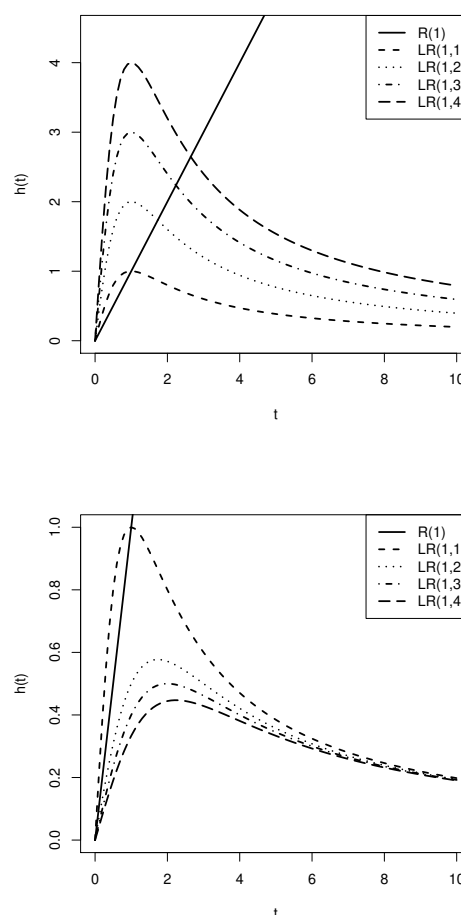 R(1)
LR(1,1
LR(1,2
LR(1,3
LR(1,4
4
3
2
1
0
h(t)
0 2 4 6 8 10
t
R(1)
LR(1,1
LR(1,2
LR(1,3
LR(1,4
1.0
0.8
0.6
0.4
0.2
0.0
h(t)
0 2 4 6 8 10
t